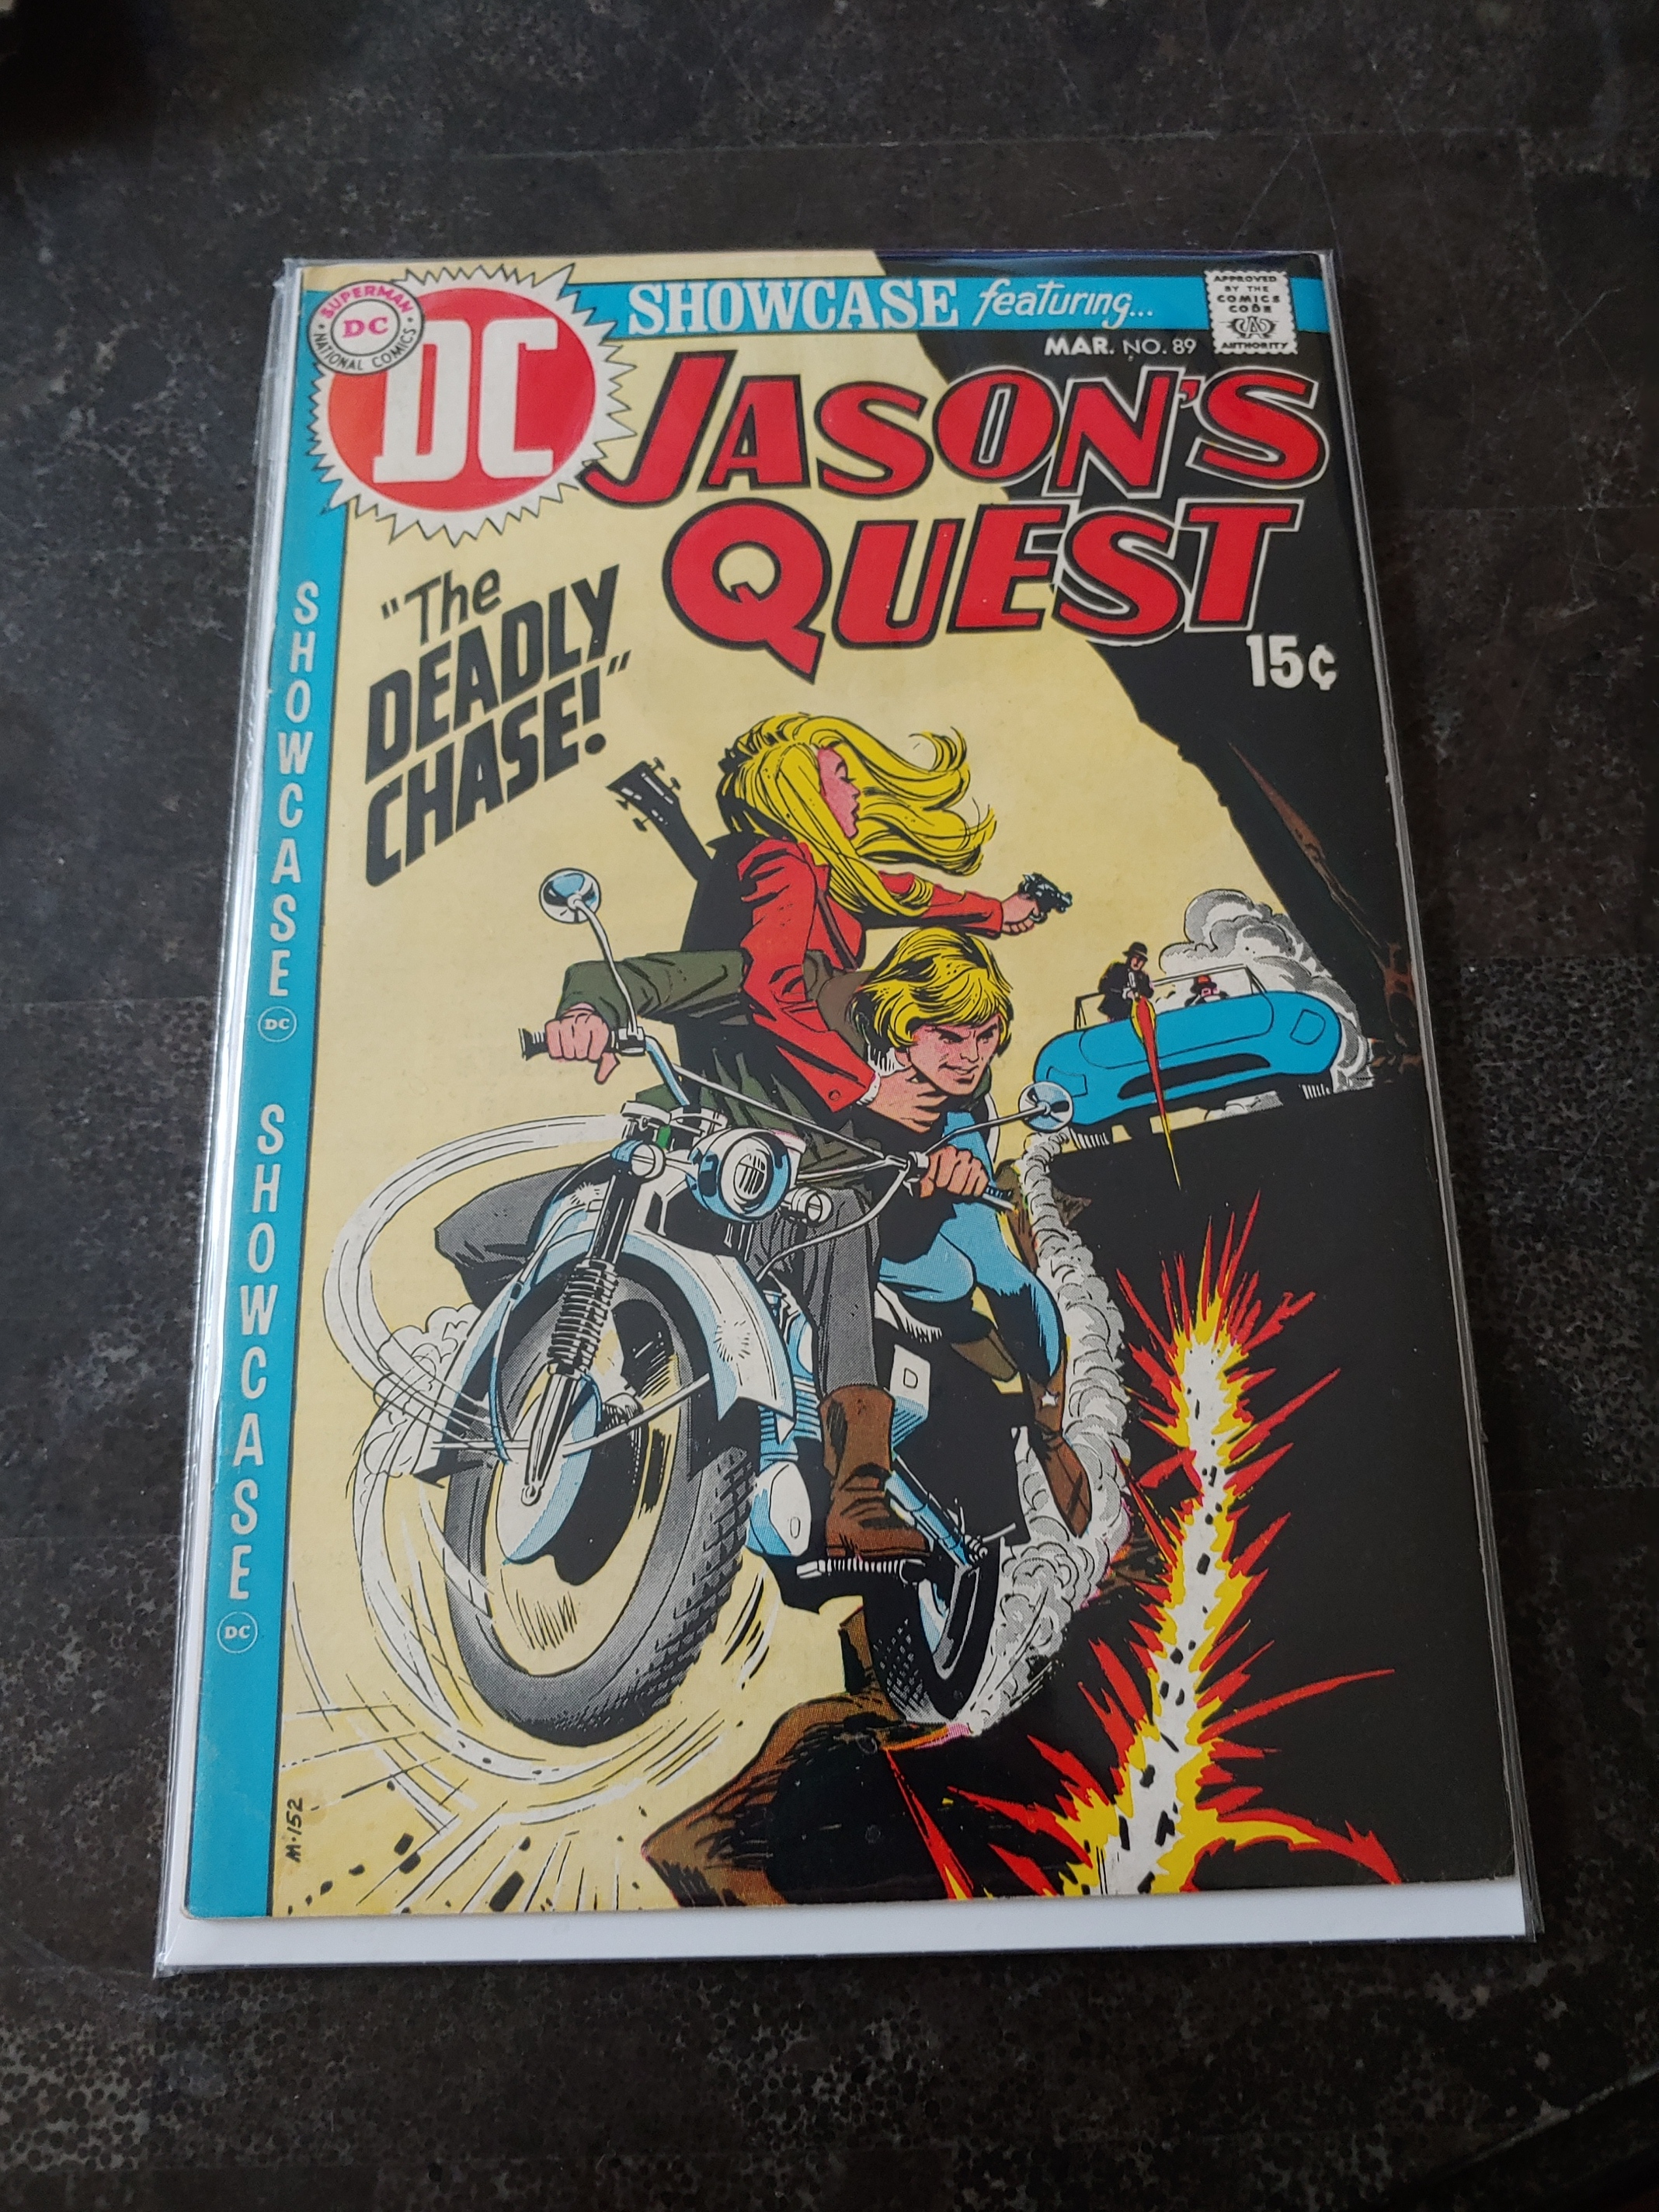 SUPERMAN
DC
NATIONAL COMICS
DC
SHOWCASE featuring...
APPROVED
BY THE
COMICS
CODE
CA
AUTHORITY
MAR. NO. 89
JASON'S
QUEST
15¢
"The
DEADLY
CHASE!"
SHOWCASE DC SHOWCASE DC
D
M·152